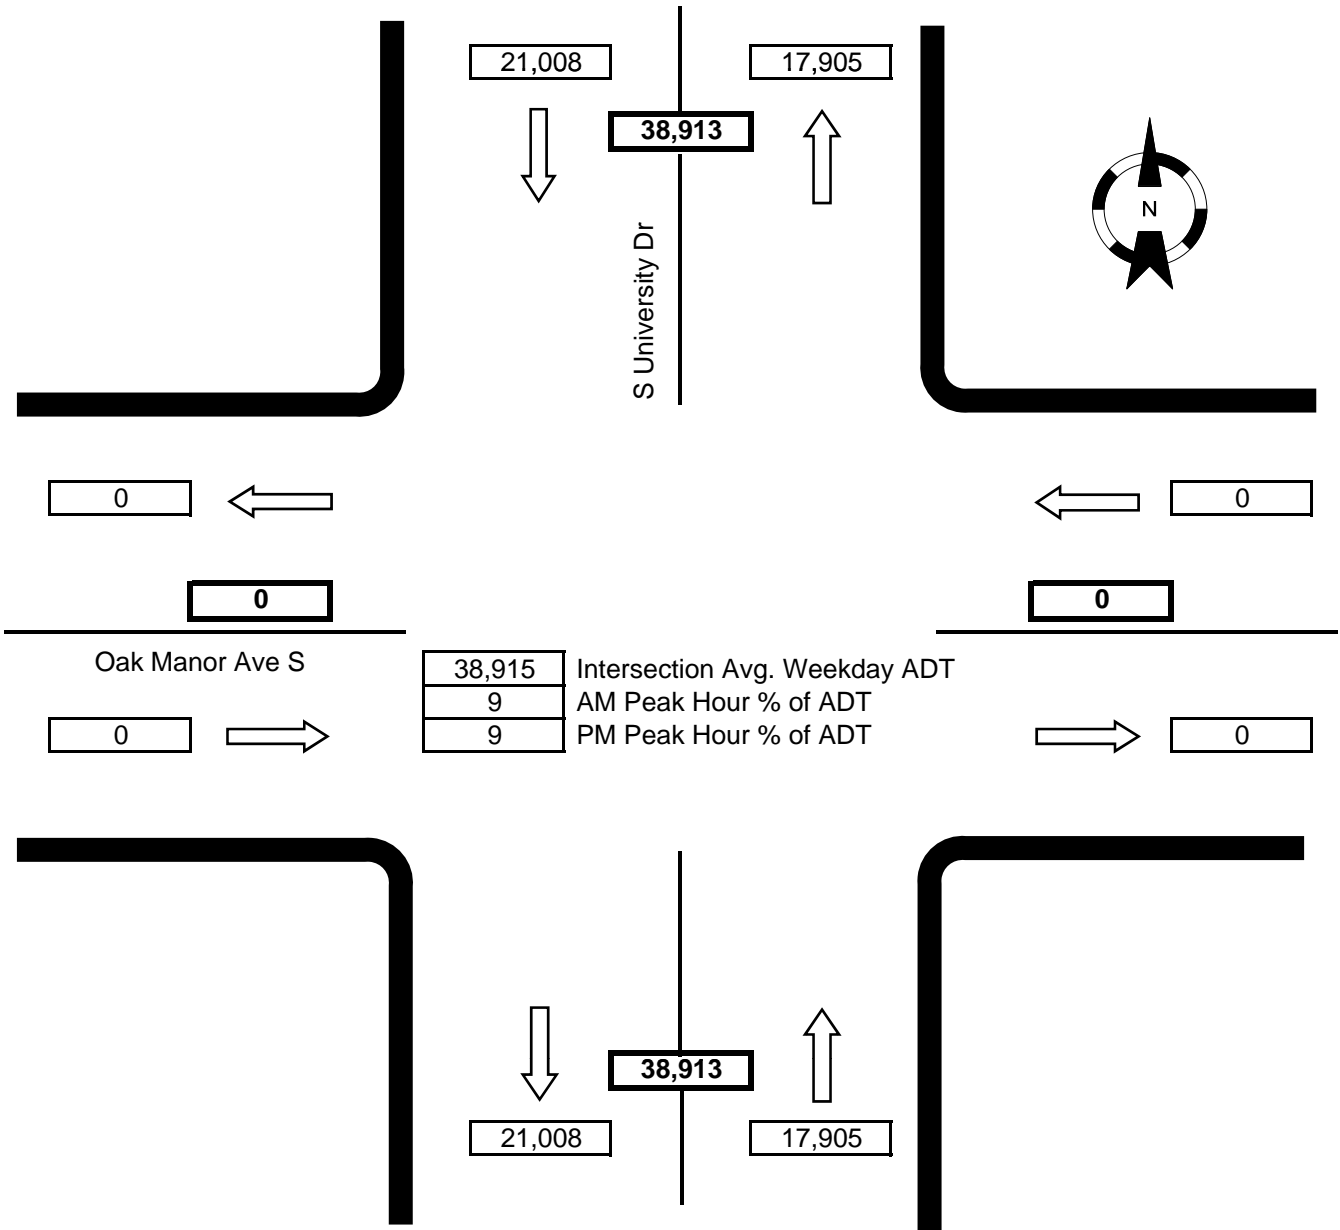 21,008
17,905
38,913
S University Dr
N
0
0
0
0
Oak Manor Ave S
38,915 Intersection Avg. Weekday ADT
9 AM Peak Hour % of ADT
9 PM Peak Hour % of ADT
0
0
38,913
21,008
17,905